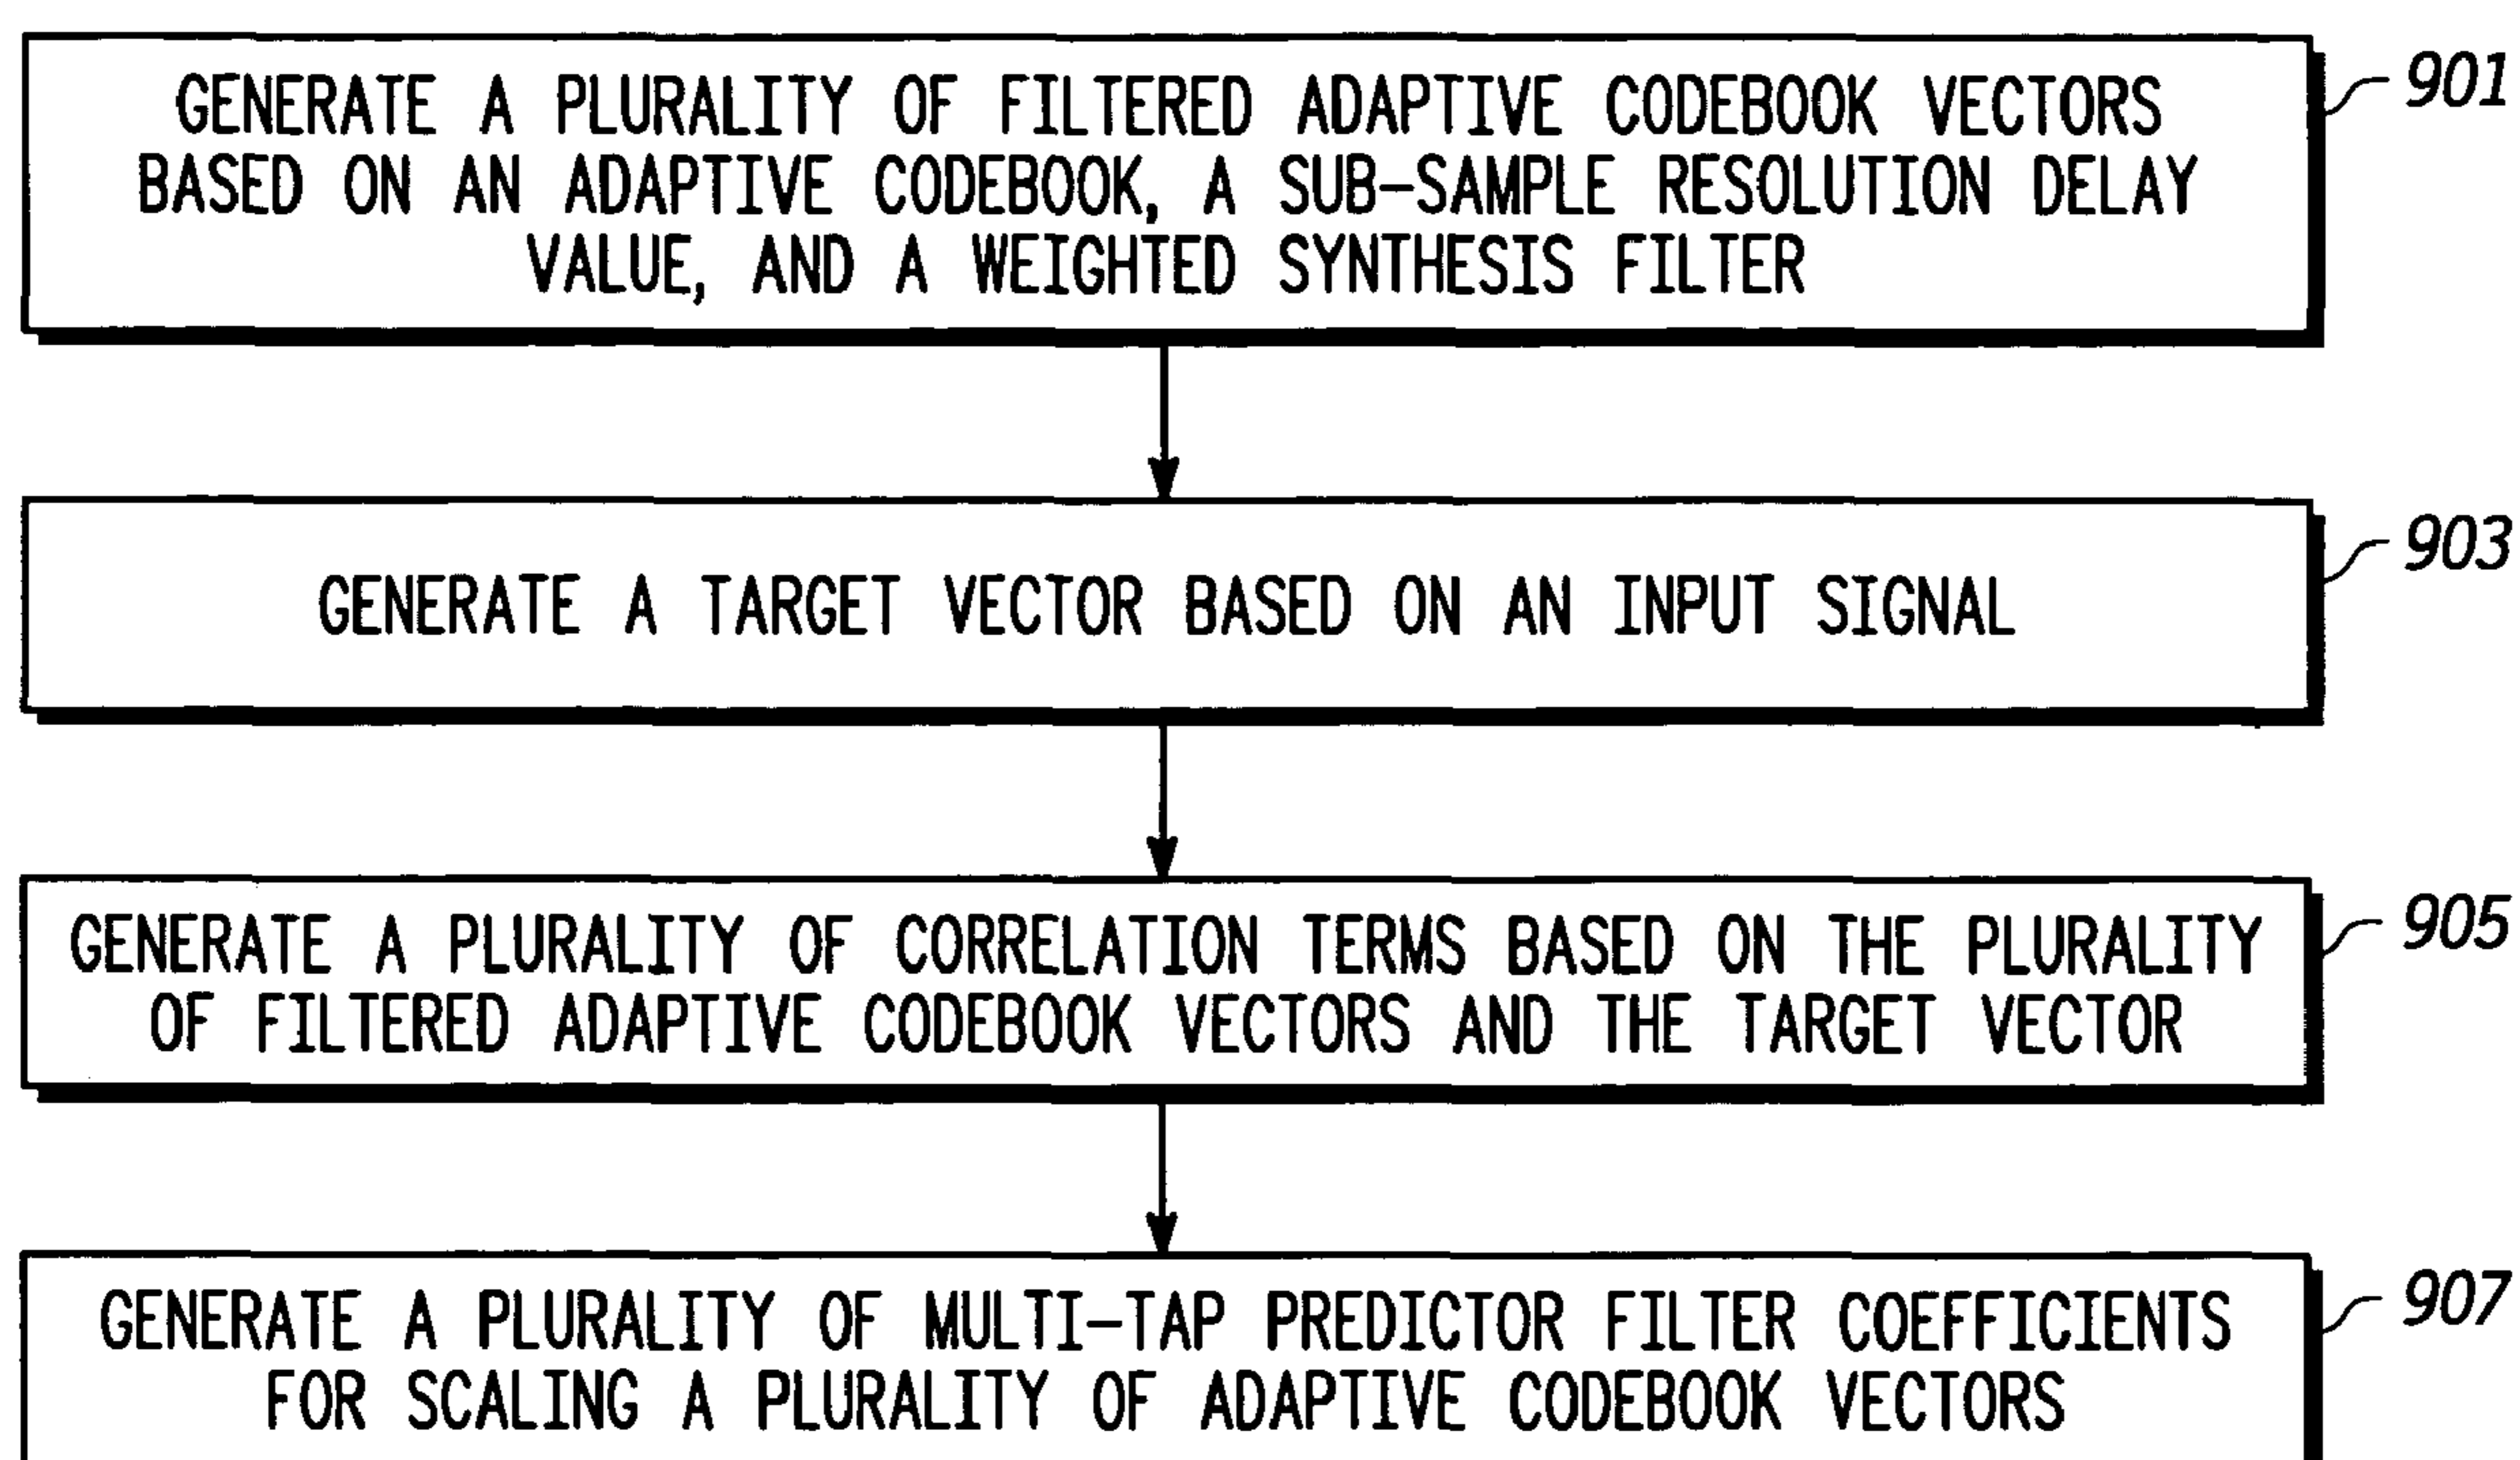 GENERATE A PLURALITY OF FILTERED ADAPTIVE CODEBOOK VECTORS
BASED ON AN ADAPTIVE CODEBOOK, A SUB-SAMPLE RESOLUTION DELAY
VALUE, AND A WEIGHTED SYNTHESIS FILTER
901
GENERATE A TARGET VECTOR BASED ON AN INPUT SIGNAL
903
GENERATE A PLURALITY OF CORRELATION TERMS BASED ON THE PLURALITY
OF FILTERED ADAPTIVE CODEBOOK VECTORS AND THE TARGET VECTOR
905
GENERATE A PLURALITY OF MULTI-TAP PREDICTOR FILTER COEFFICIENTS
FOR SCALING A PLURALITY OF ADAPTIVE CODEBOOK VECTORS
907